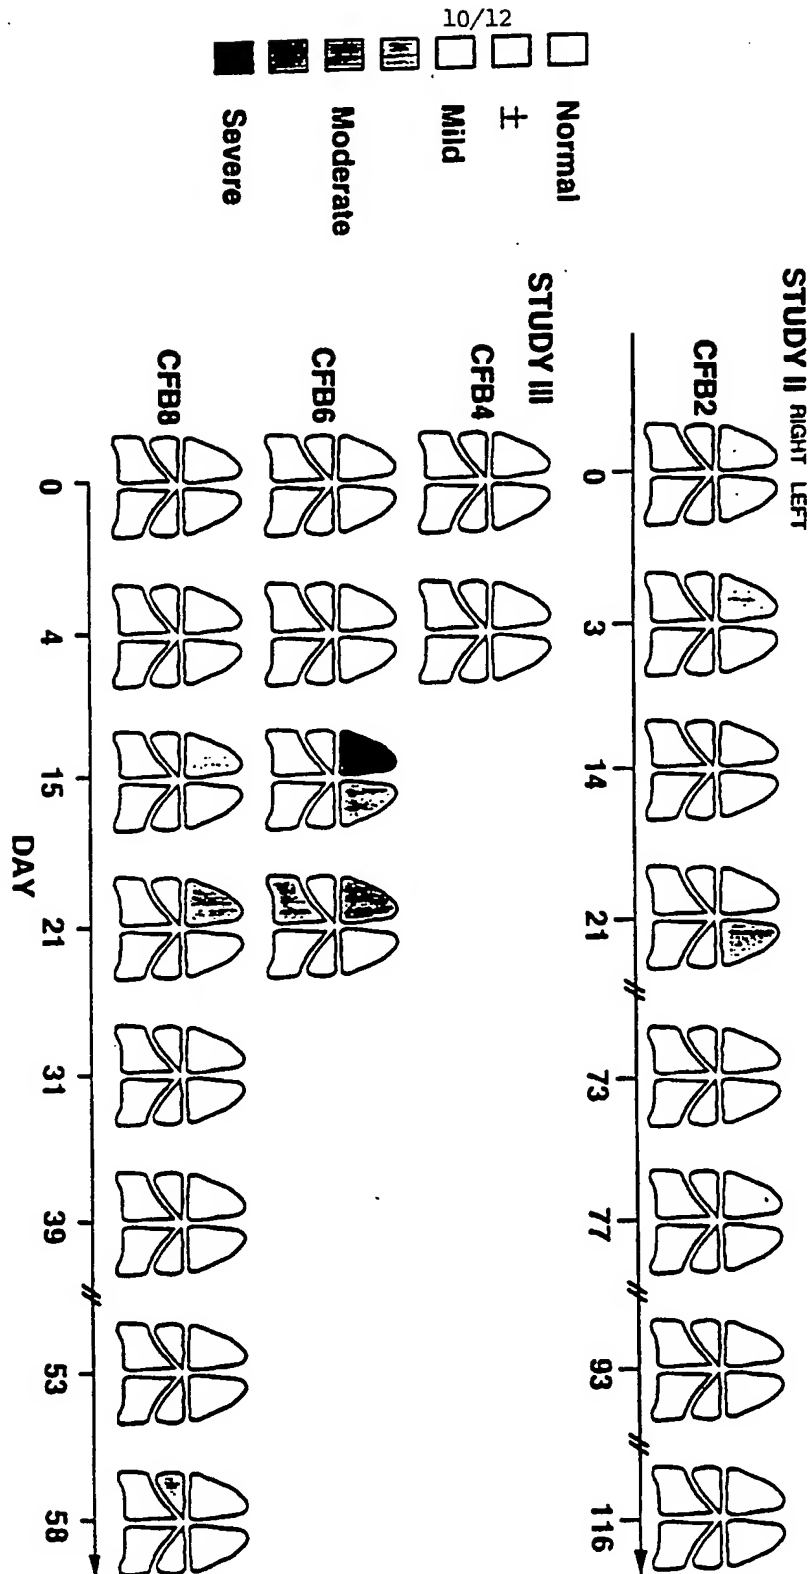 10/12
STUDY II RIGHT LEFT
CFB2
0 3 14 21 73 77 93 116
STUDY III
CFB4
CFB6
CFB8
0 4 15 21 31 39 53 58
DAY
Normal
±
Mild
Moderate
Severe